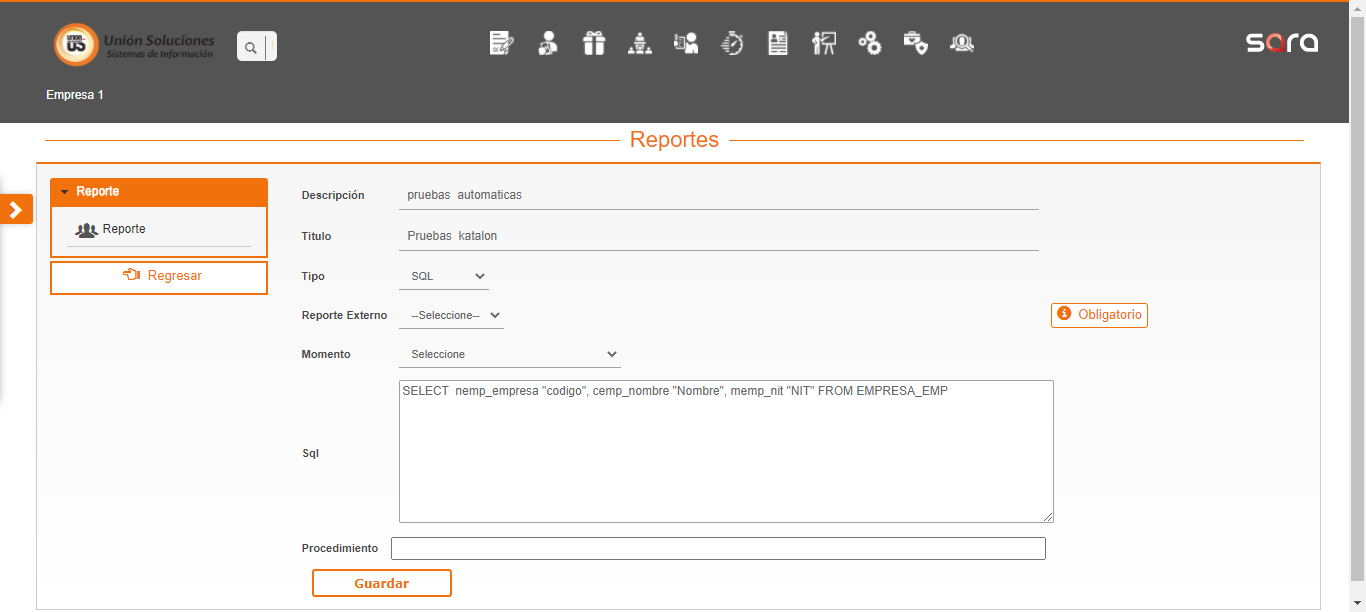 UNION
US
Unión Soluciones
Sistemas de Información
sara
Empresa 1
Reportes
Reporte
Reporte
Regresar
Descripción pruebas automaticas
Titulo Pruebas katalon
Tipo SQL
Reporte Externo --Seleccione--
Obligatorio
Momento Seleccione
Sql SELECT nemp_empresa "codigo", cemp_nombre "Nombre", memp_nit "NIT" FROM EMPRESA_EMP
Procedimiento
Guardar